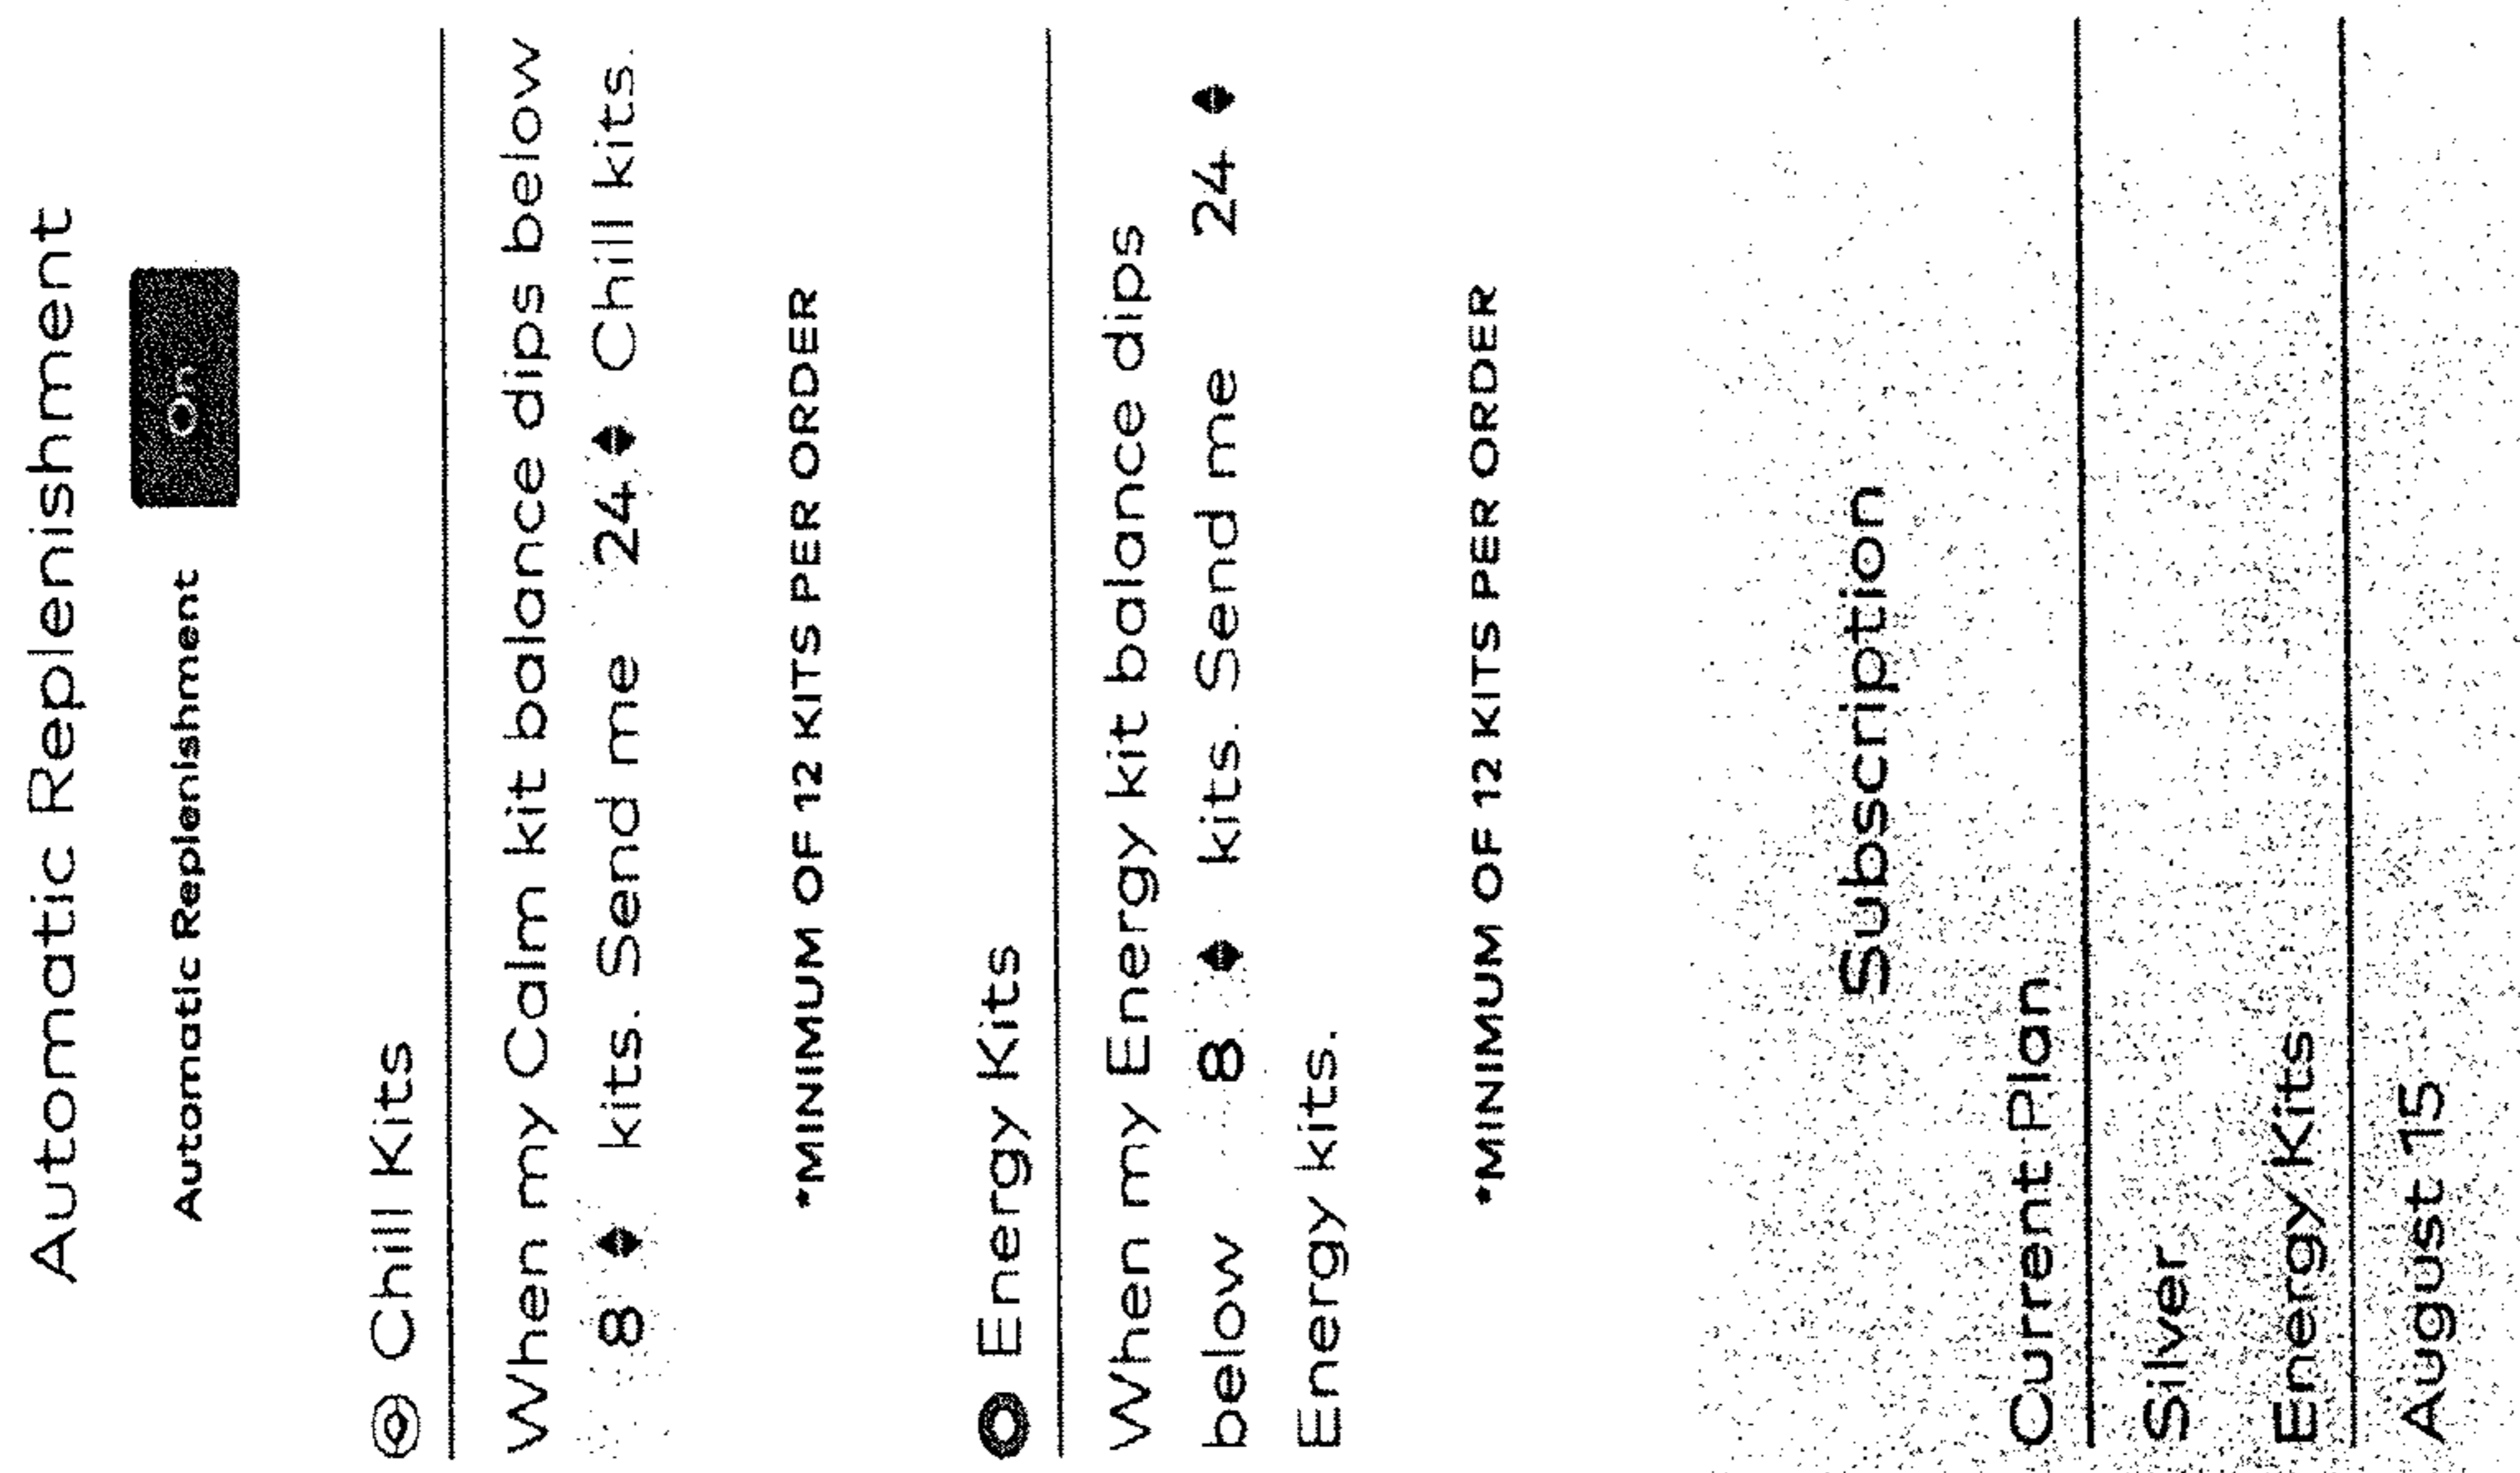 Automatic Replenishment
Automatic Replenishment On
Chill Kits
When my Calm kit balance dips below
8 kits. Send me 24 Chill kits.
*MINIMUM OF 12 KITS PER ORDER
Energy Kits
When my Energy kit balance dips
below 8 kits. Send me 24
Energy kits.
*MINIMUM OF 12 KITS PER ORDER
Subscription
Current Plan
Silver
Energy Kits
August 15